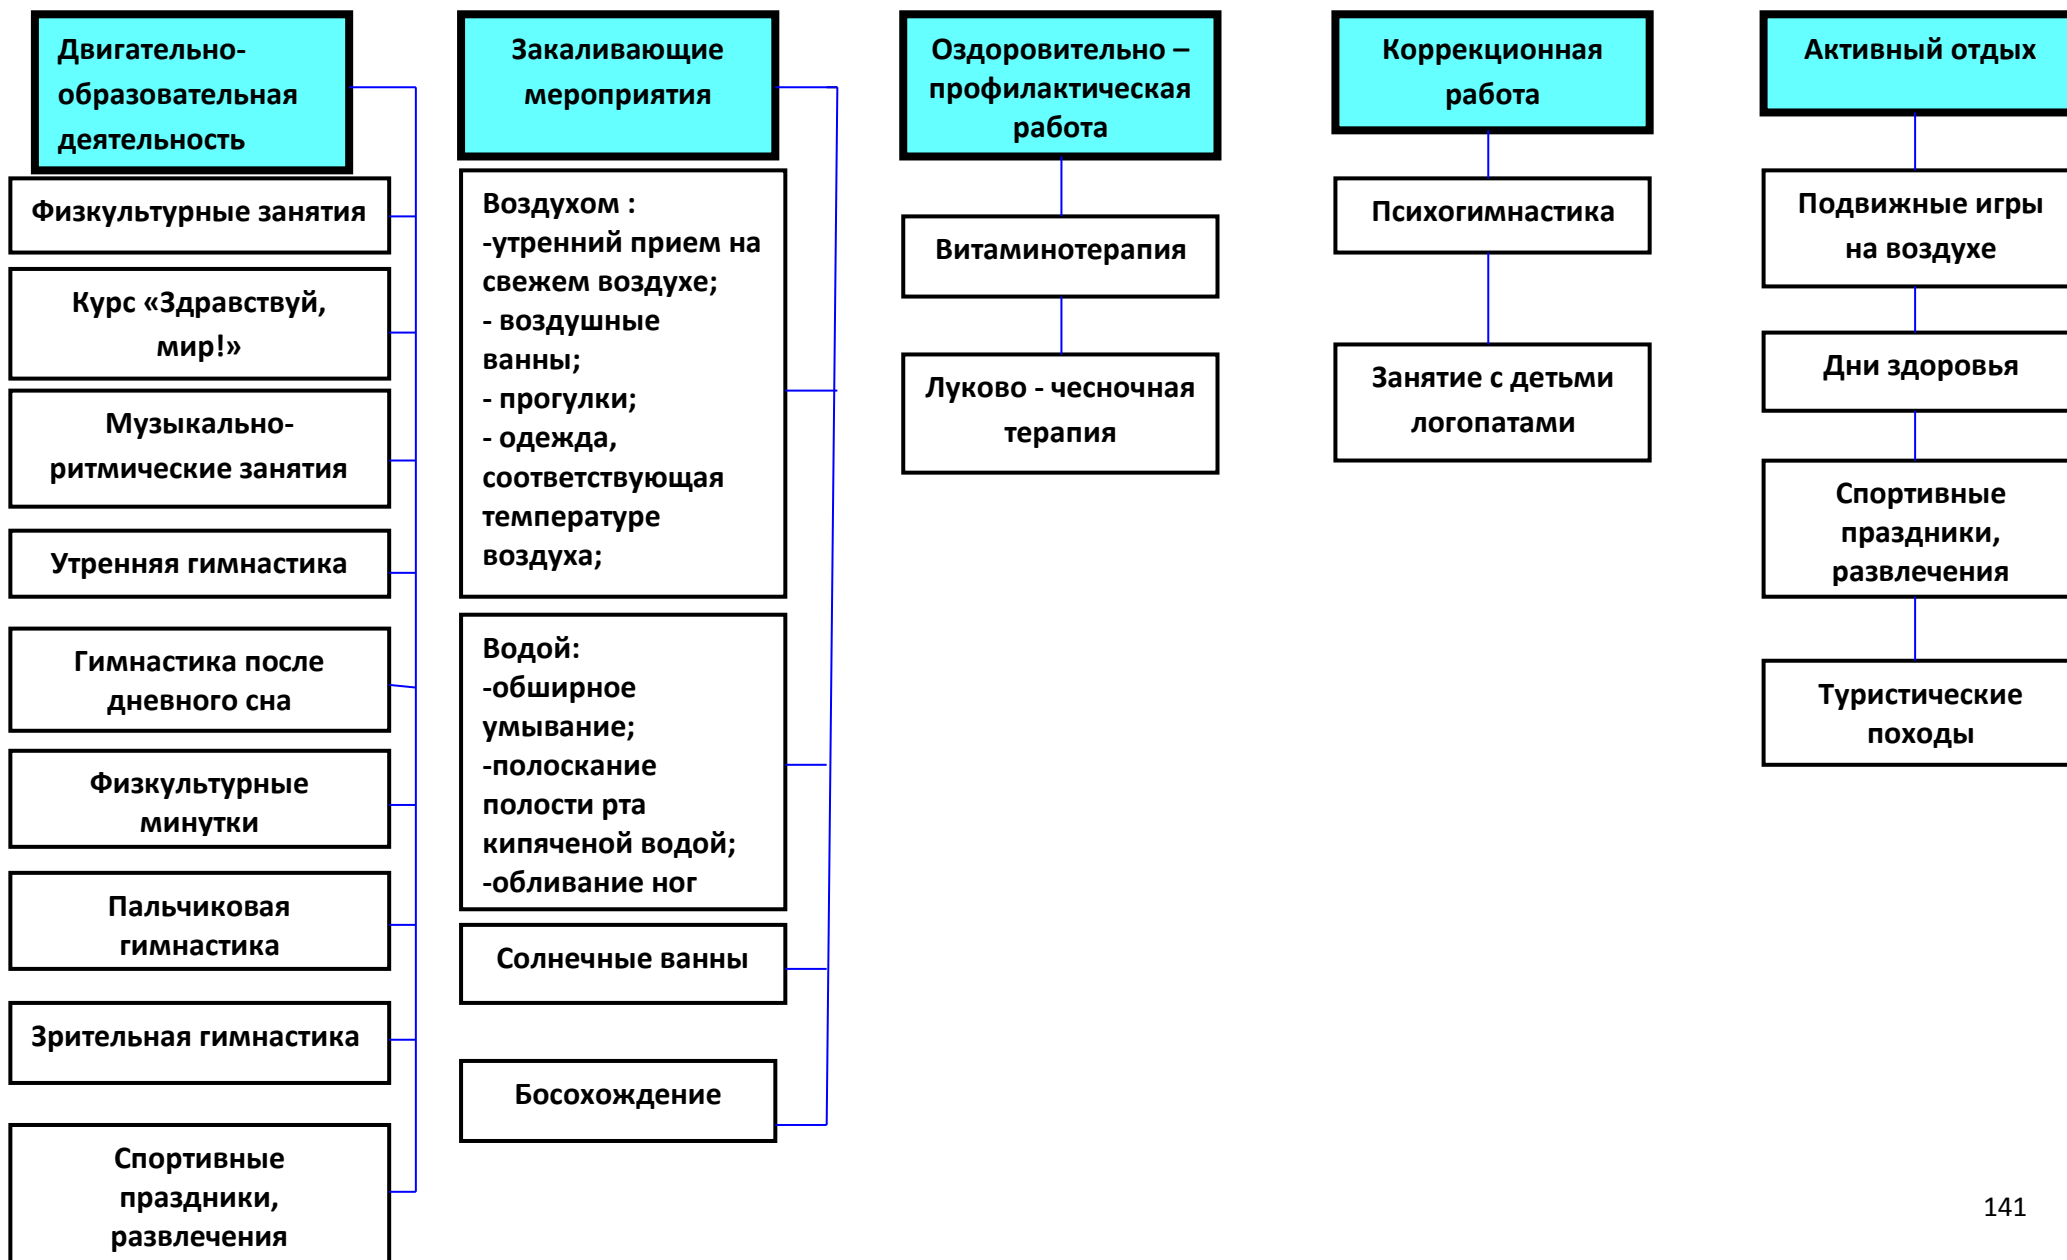 Двигательно-
образовательная
деятельность
Физкультурные занятия
Курс «Здравствуй,
мир!»
Музыкально-
ритмические занятия
Утренняя гимнастика
Гимнастика после
дневного сна
Физкультурные
минутки
Пальчиковая
гимнастика
Зрительная гимнастика
Спортивные
праздники,
развлечения
Закаливающие
мероприятия
Воздухом :
-утренний прием на
свежем воздухе;
- воздушные
ванны;
- прогулки;
- одежда,
соответствующая
температуре
воздуха;
Водой:
-обширное
умывание;
-полоскание
полости рта
кипяченой водой;
-обливание ног
Солнечные ванны
Босохождение
Оздоровительно –
профилактическая
работа
Витаминотерапия
Луково - чесночная
терапия
Коррекционная
работа
Психогимнастика
Занятие с детьми
логопатами
Активный отдых
Подвижные игры
на воздухе
Дни здоровья
Спортивные
праздники,
развлечения
Туристические
походы
141